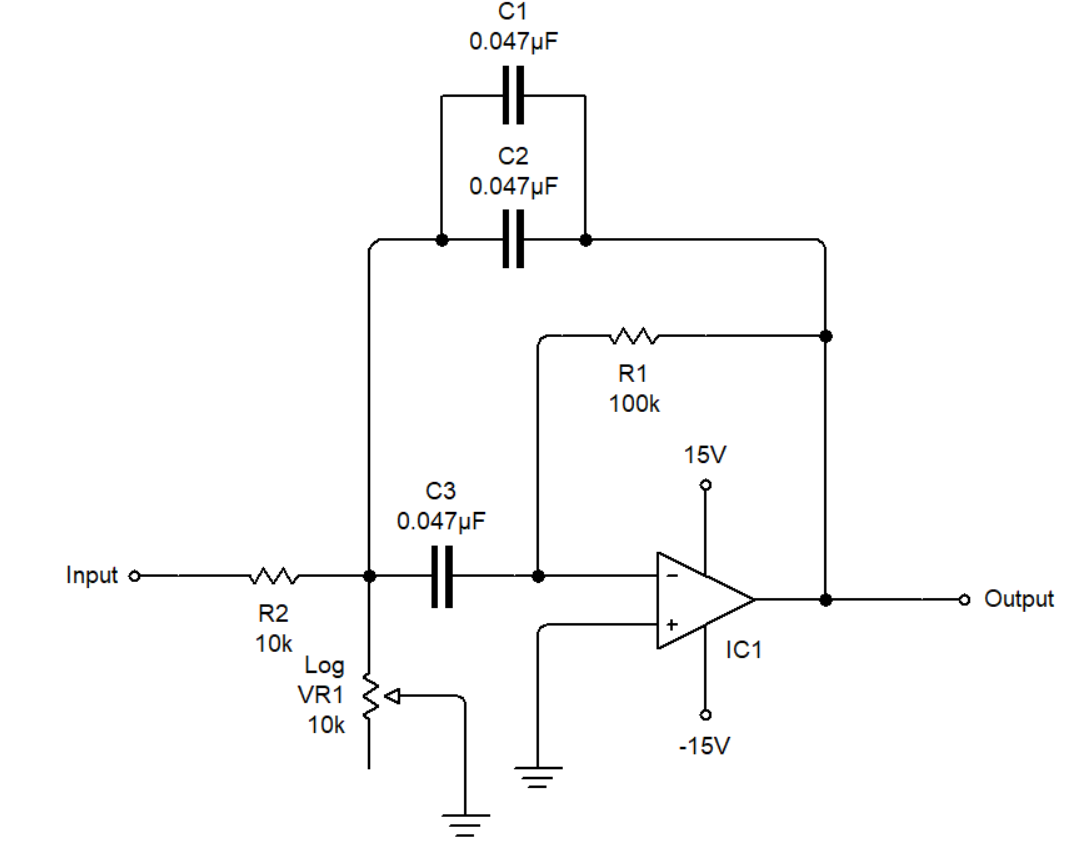 C1
0.047µF
C2
0.047µF
R1
100k
15V
C3
0.047µF
Input
R2
10k
Log
VR1
10k
−
+
IC1
Output
-15V